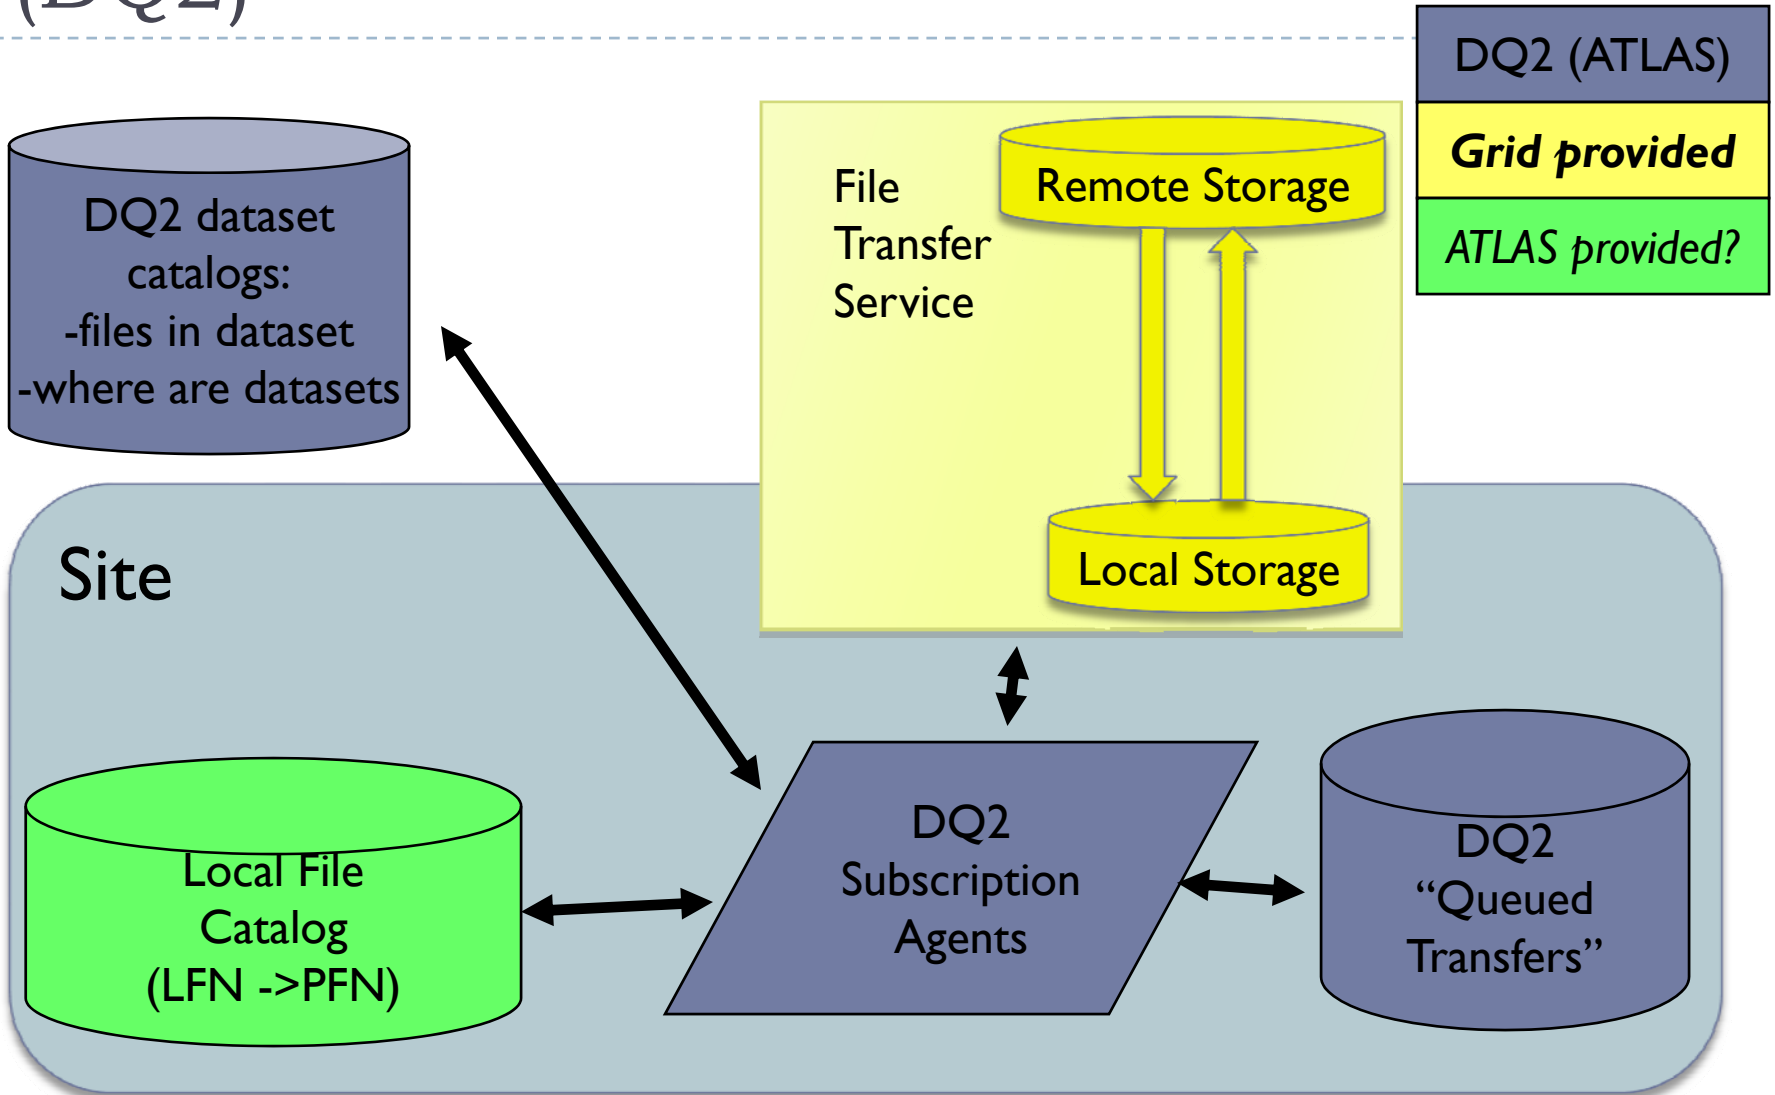 (DQ2)
DQ2 (ATLAS)
Grid provided
ATLAS provided?
DQ2 dataset
catalogs:
-files in dataset
-where are datasets
File
Transfer
Service
Remote Storage
Local Storage
Site
Local File
Catalog
(LFN ->PFN)
DQ2
Subscription
Agents
DQ2
“Queued
Transfers”